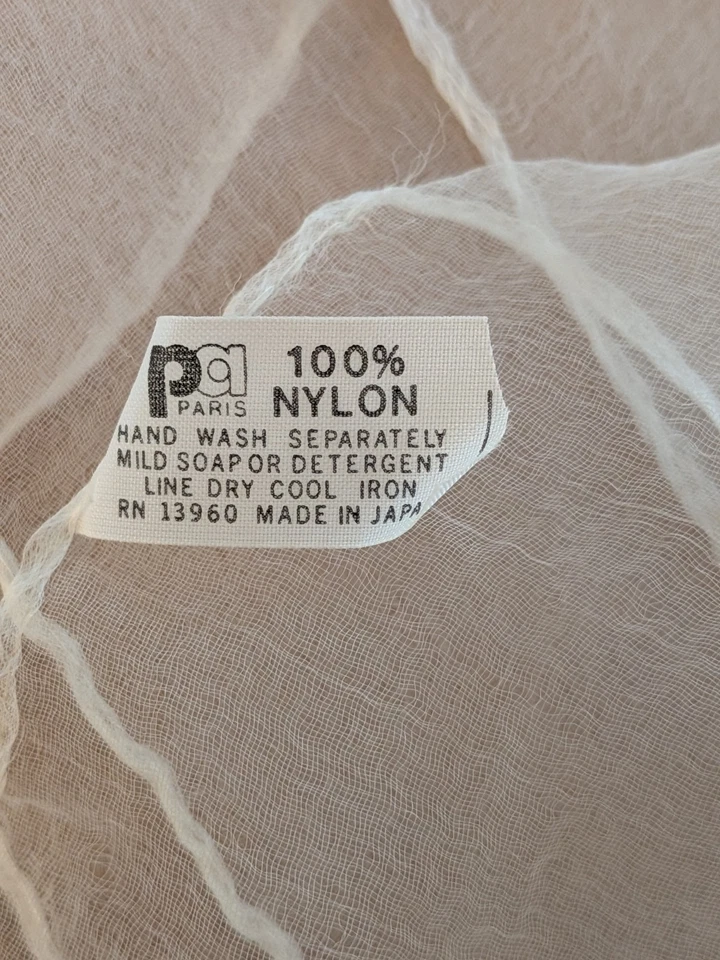 pa 100%
PARIS NYLON
HAND WASH SEPARATELY
MILD SOAP OR DETERGENT
LINE DRY COOL IRON
RN 13960 MADE IN JAPA